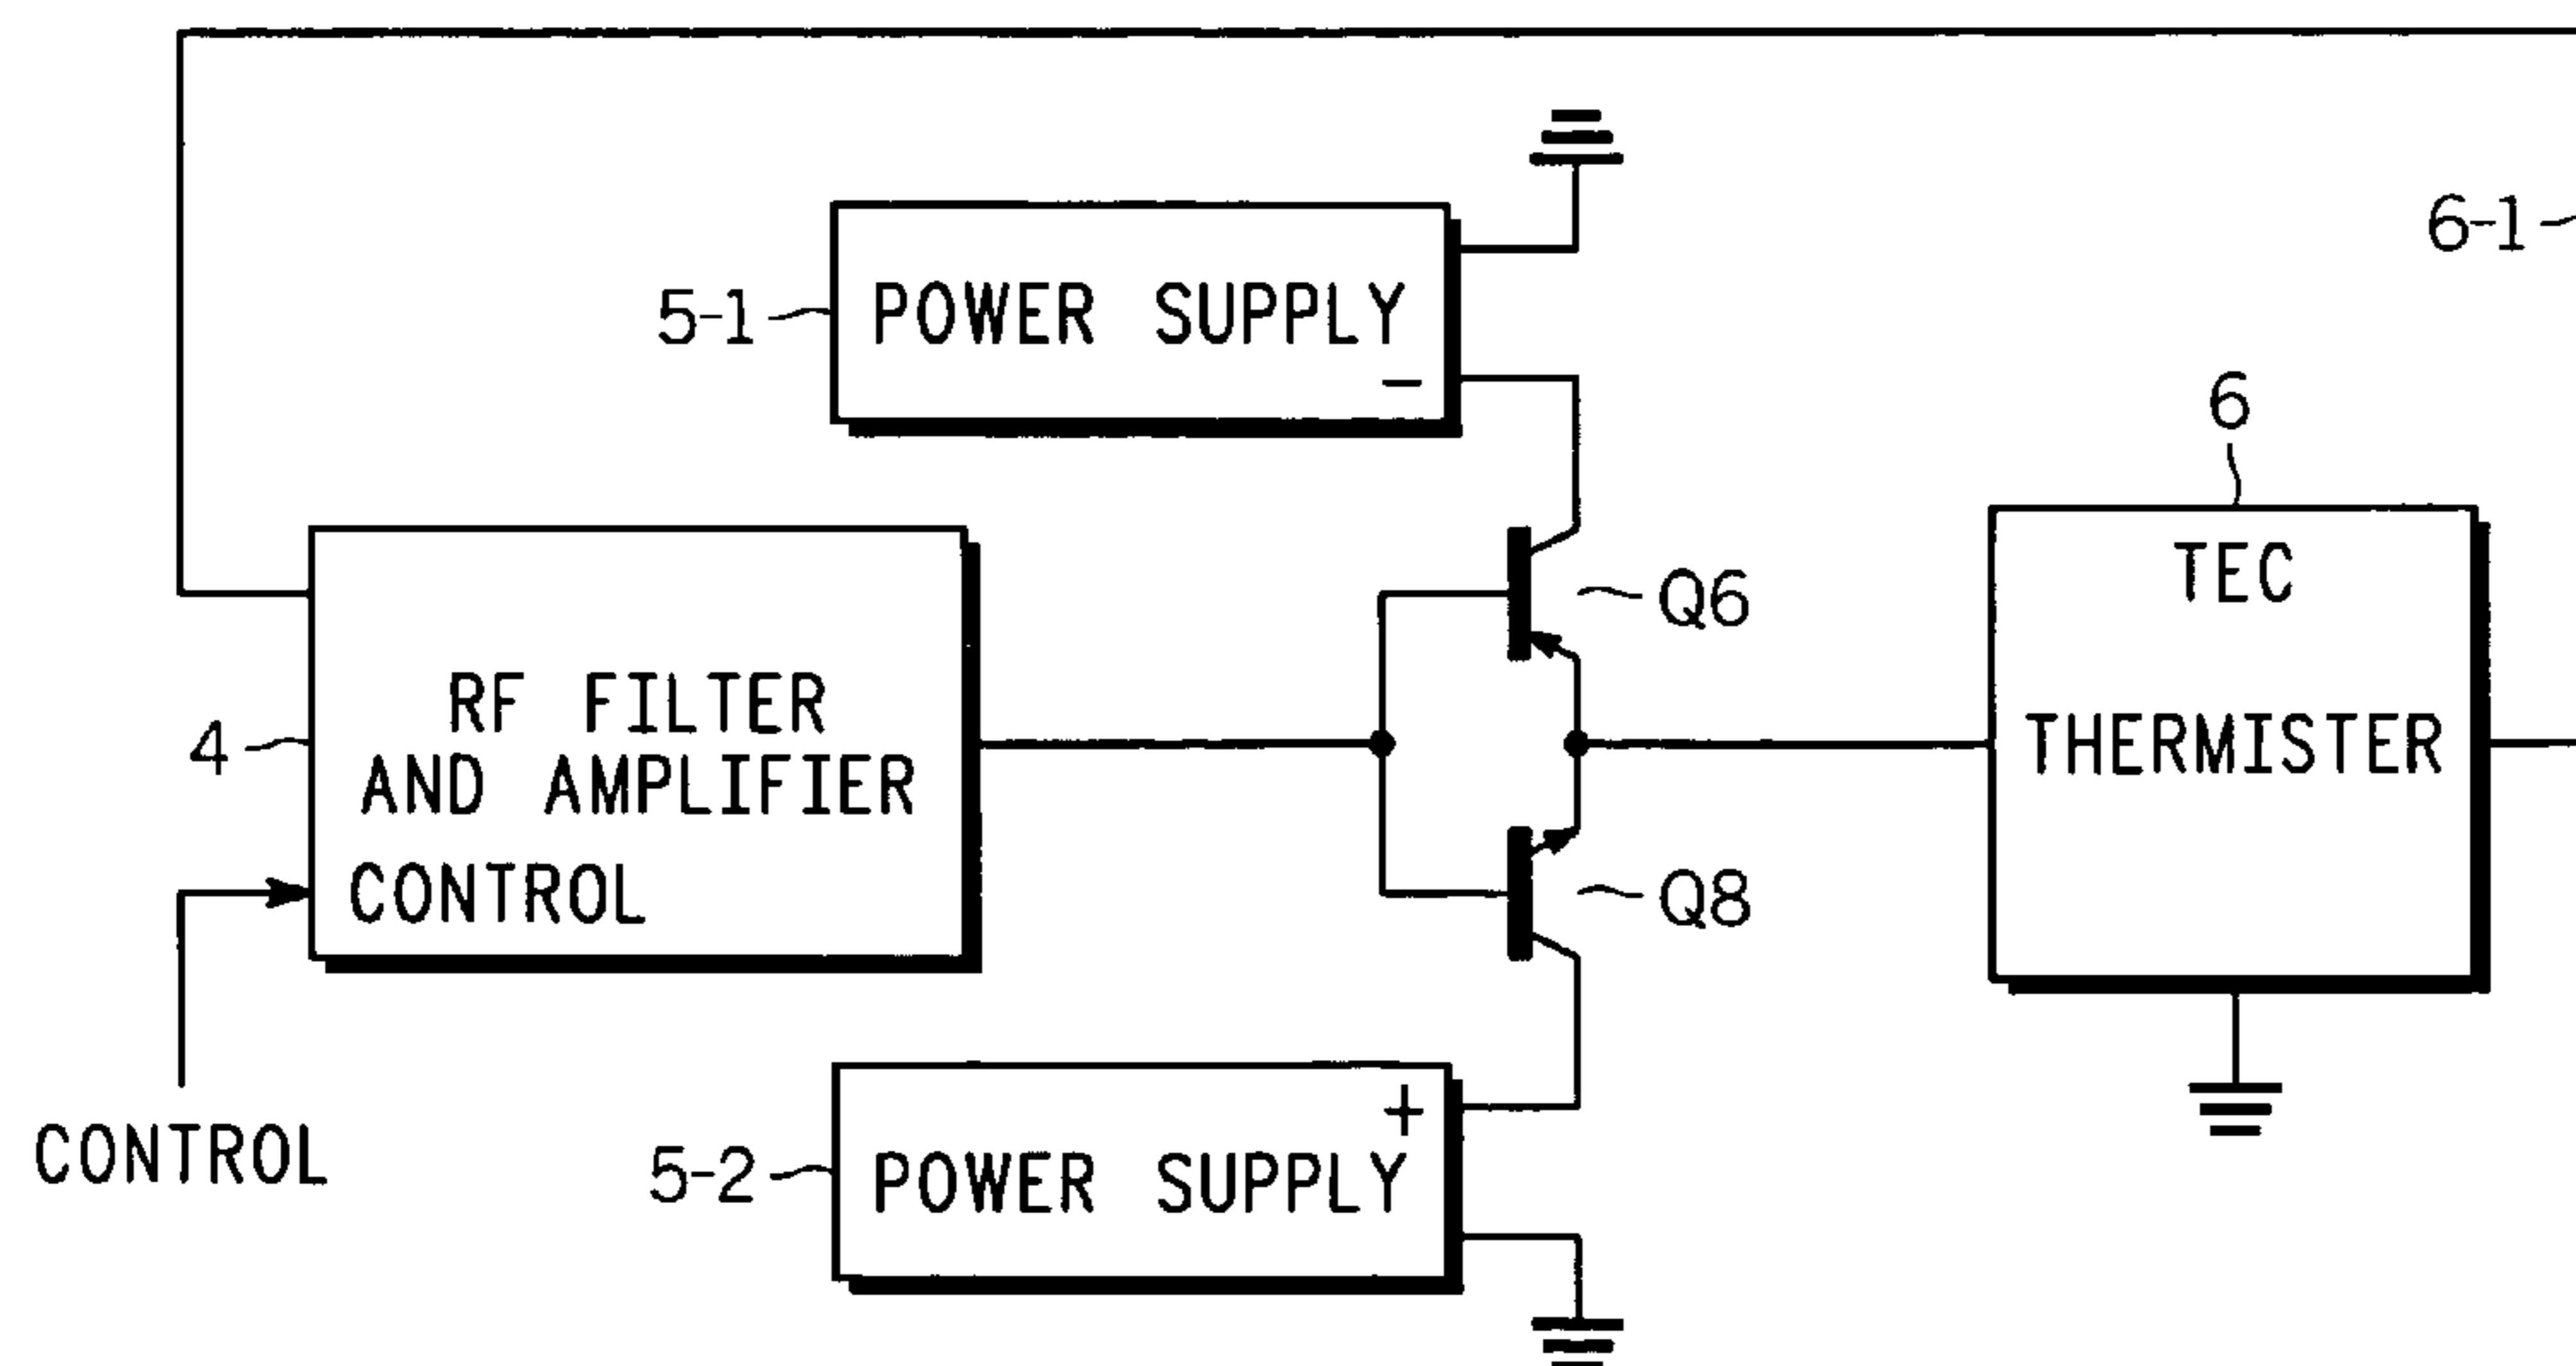 6-1
5-1
POWER SUPPLY
−
6
TEC
THERMISTER
Q6
4
RF FILTER
AND AMPLIFIER
CONTROL
Q8
CONTROL
5-2
+
POWER SUPPLY